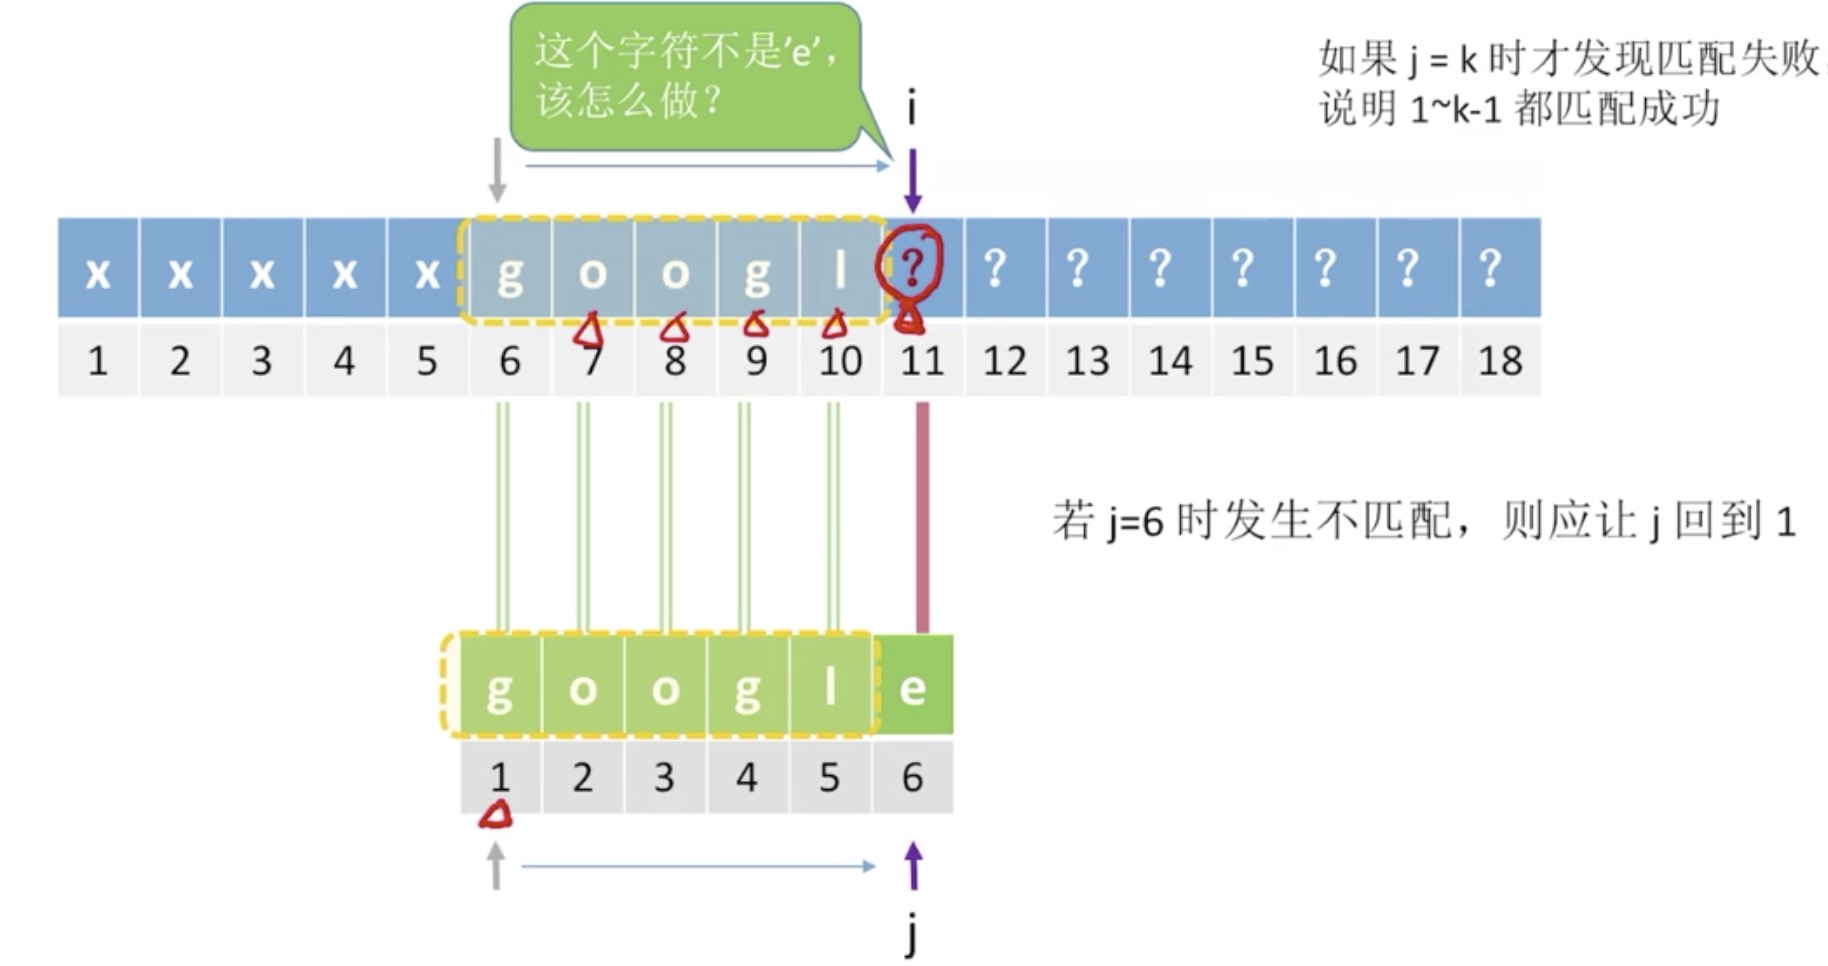 这个字符不是'e'，
该怎么做？
如果 j = k 时才发现匹配失败，
说明 1~k-1 都匹配成功
i
x x x x x g o o g l ? ? ? ? ? ? ? ?
1 2 3 4 5 6 7 8 9 10 11 12 13 14 15 16 17 18
若 j=6 时发生不匹配，则应让 j 回到 1
g o o g l e
1 2 3 4 5 6
j